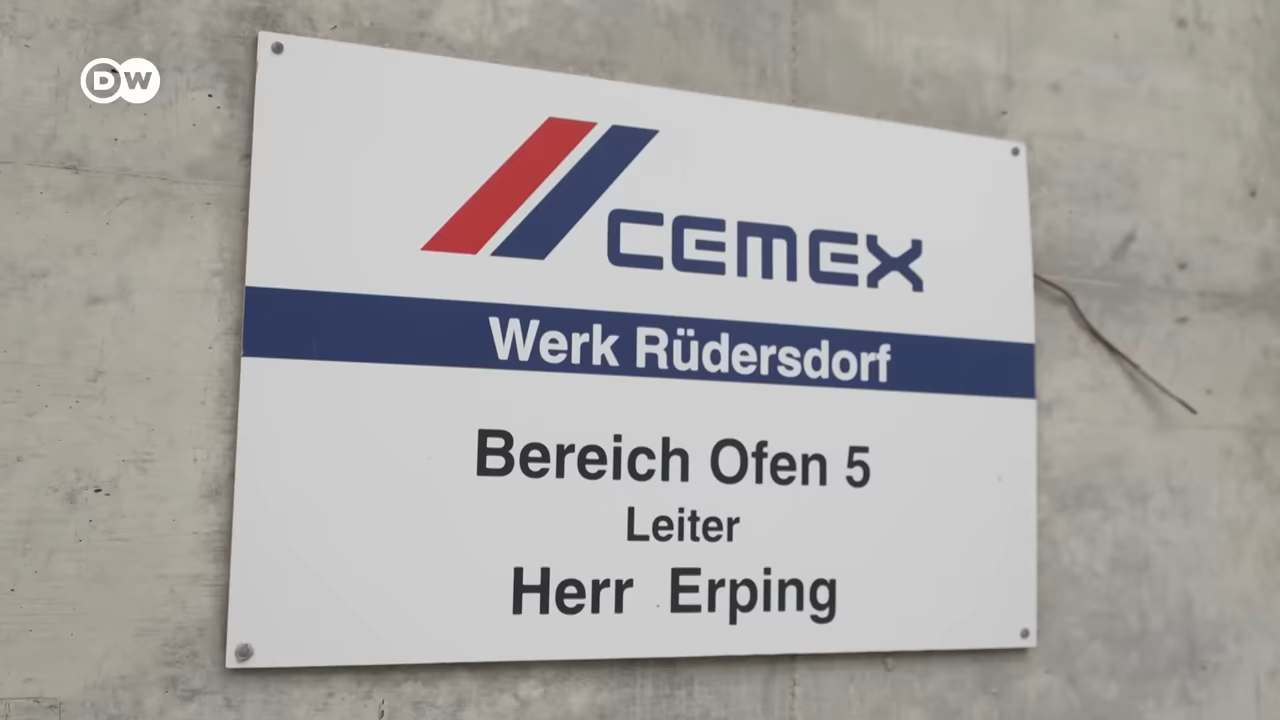 DW
CEMEX
Werk Rüdersdorf
Bereich Ofen 5
Leiter
Herr Erping